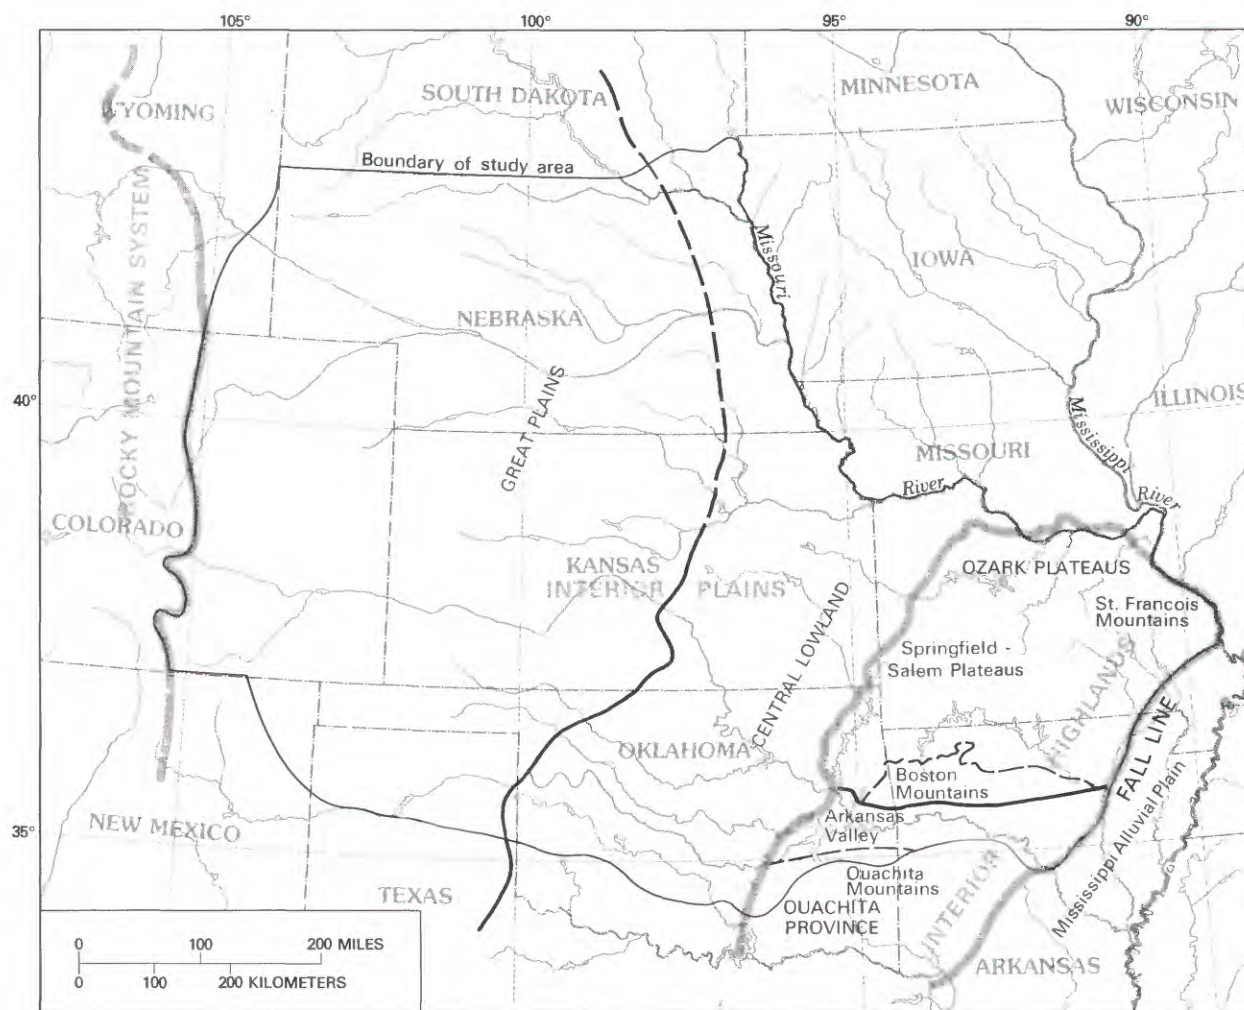 105°
100°
95°
90°
WYOMING
SOUTH DAKOTA
MINNESOTA
WISCONSIN
Boundary of study area
ROCKY MOUNTAIN SYSTEM
Missouri
IOWA
NEBRASKA
40°
GREAT PLAINS
ILLINOIS
Mississippi
MISSOURI
River
River
COLORADO
KANSAS
INTERIOR PLAINS
OZARK PLATEAUS
St. Francois
Mountains
CENTRAL LOWLAND
Springfield -
Salem Plateaus
HIGHLANDS
FALL LINE
OKLAHOMA
Boston
Mountains
Arkansas
Valley
Mississippi Alluvial Plain
35°
NEW MEXICO
TEXAS
Ouachita
Mountains
OUACHITA
PROVINCE
INTERIOR
ARKANSAS
0 100 200 MILES
0 100 200 KILOMETERS